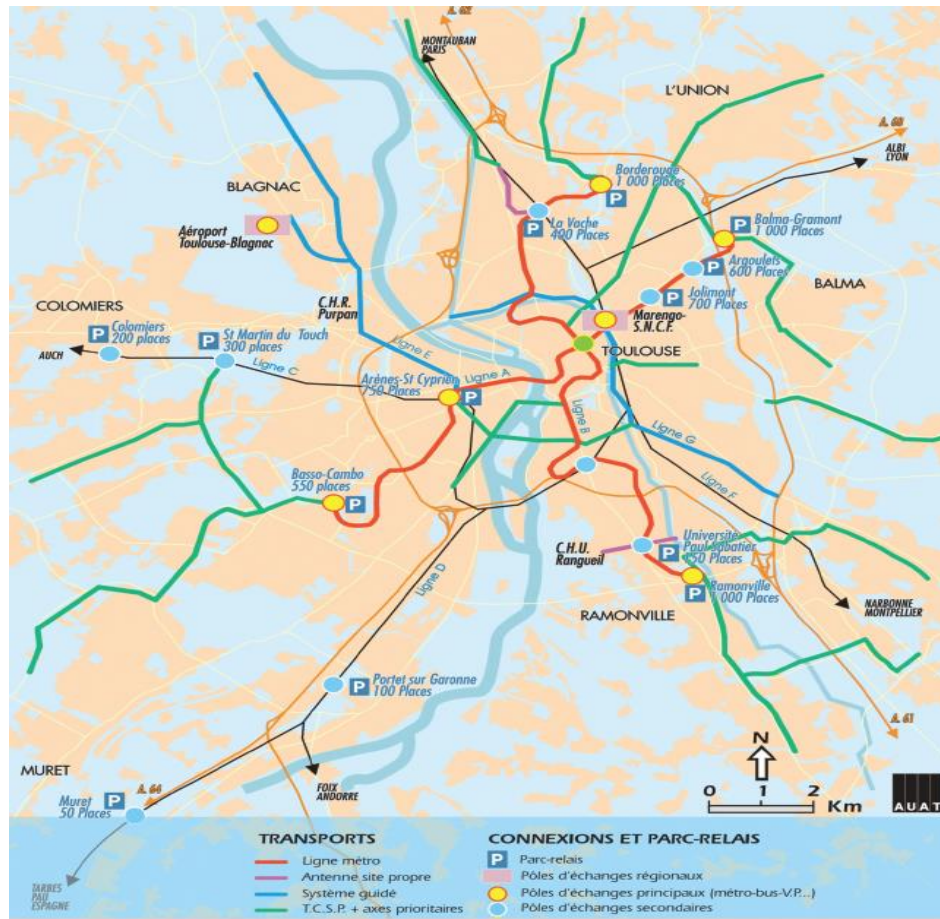 A. 62
MONTAUBAN
PARIS
L'UNION
A. 68
ALBI
LYON
BLAGNAC
Borderouge
1 000 Places
P
La Vache
400 Places
P
Balma-Gramont
1 000 Places
P
Aéroport
Toulouse-Blagnac
Argoulets
600 Places
P
BALMA
Jolimont
700 Places
P
C.H.R.
Purpan
COLOMIERS
Marengo-
S.N.C.F.
P
Colomiers
200 places
St Martin du Touch
300 places
P
AUCH
Ligne C
Ligne E
TOULOUSE
Ligne A
Arènes-St Cyprien
750 Places
P
Ligne B
Ligne G
Basso-Cambo
550 places
P
Ligne F
C.H.U.
Rangueil
Université
Paul Sabatier
150 Places
P
Ligne D
Ramonville
1 000 Places
P
RAMONVILLE
NARBONNE
MONTPELLIER
Portet sur Garonne
100 Places
P
A. 61
N
MURET
FOIX
ANDORRE
A. 64
Muret
50 Places
P
0 1 2
Km
AUAT
TARBES
PAU
ESPAGNE
TRANSPORTS
Ligne métro
Antenne site propre
Système guidé
T.C.S.P. + axes prioritaires
CONNEXIONS ET PARC-RELAIS
P Parc-relais
Pôles d'échanges régionaux
Pôles d'échanges principaux (métro-bus-V.P...)
Pôles d'échanges secondaires